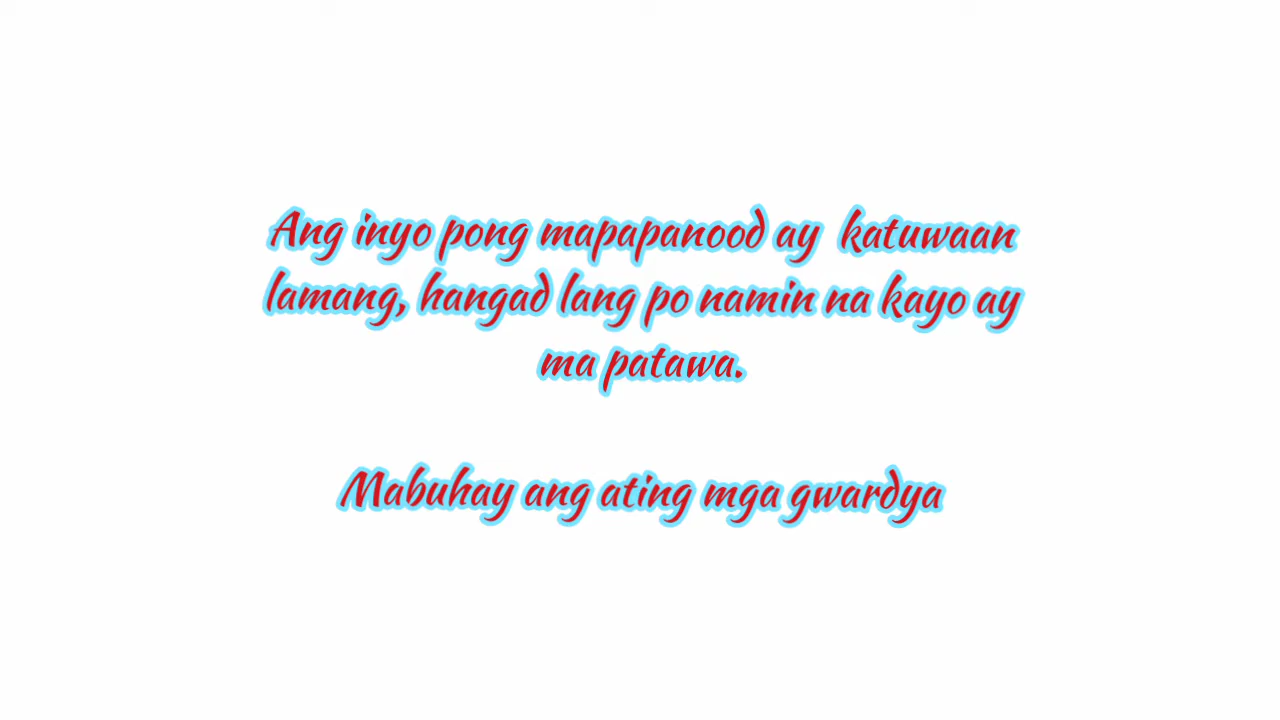 Ang inyo pong mapapanood ay katuwaan
lamang, hangad lang po namin na kayo ay
ma patawa.
Mabuhay ang ating mga gwardya